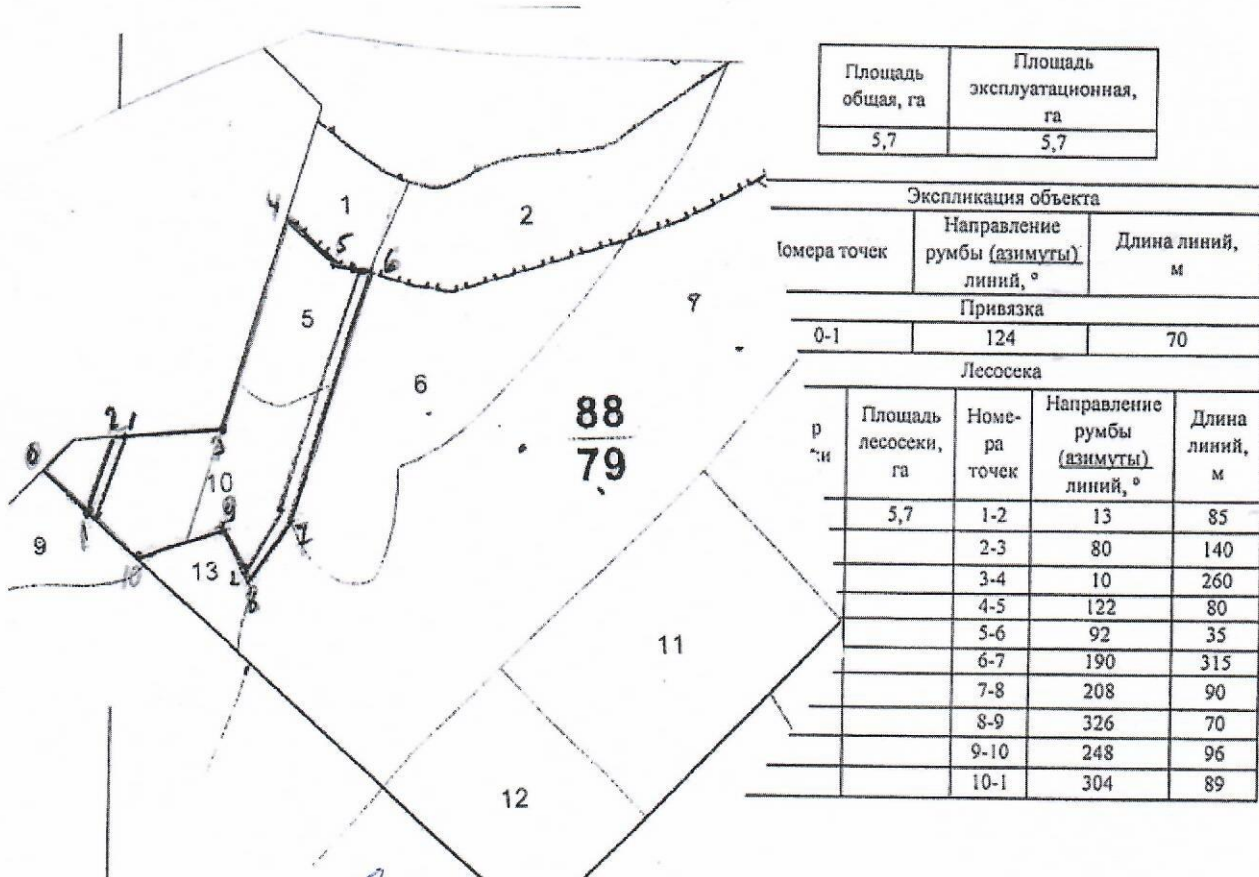 Площадь общая, га
Площадь эксплуатационная, га
5,7 5,7
Экспликация объекта
Номера точек
Направление румбы (азимуты) линий, °
Длина линий, м
Привязка
0-1 124 70
Лесосека
Площадь лесосеки, га
Номера точек
Направление румбы (азимуты) линий, °
Длина линий, м
5,7 1-2 13 85
2-3 80 140
3-4 10 260
4-5 122 80
5-6 92 35
6-7 190 315
7-8 208 90
8-9 326 70
9-10 248 96
10-1 304 89
1
2
4
5
6
5
6
9
88
79
2
3
0
10
9
1
9
7
10
13
8
11
12